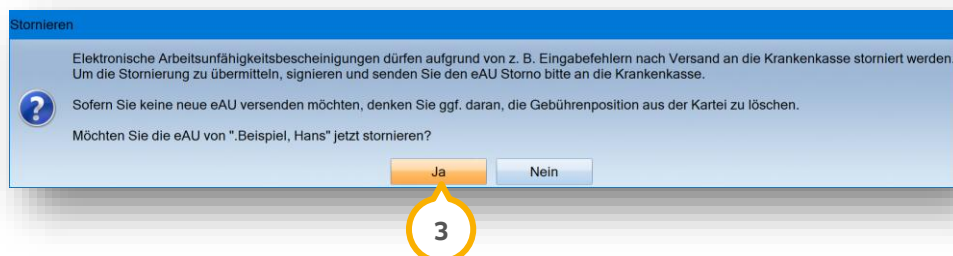 Stornieren
Elektronische Arbeitsunfähigkeitsbescheinigungen dürfen aufgrund von z. B. Eingabefehlern nach Versand an die Krankenkasse storniert werden.
Um die Stornierung zu übermitteln, signieren und senden Sie den eAU Storno bitte an die Krankenkasse.
Sofern Sie keine neue eAU versenden möchten, denken Sie ggf. daran, die Gebührenposition aus der Kartei zu löschen.
Möchten Sie die eAU von ".Beispiel, Hans" jetzt stornieren?
Ja Nein
3